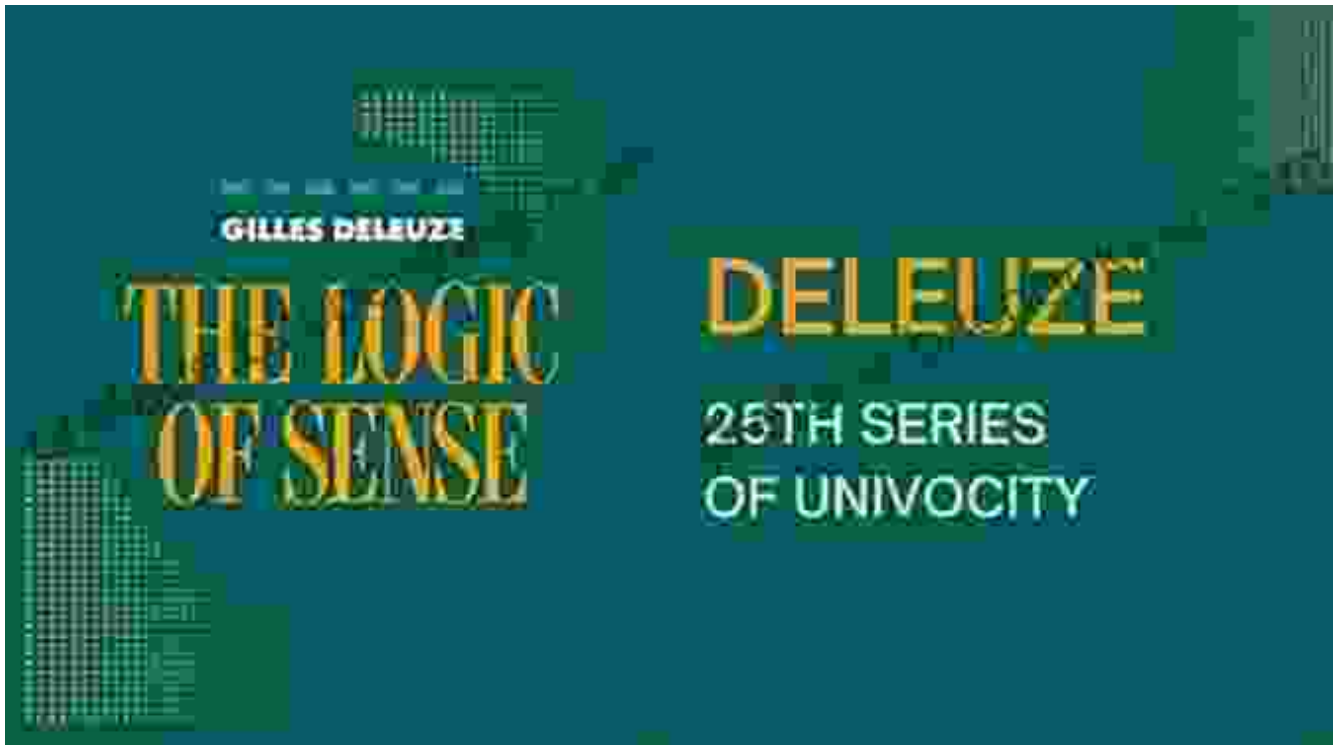 GILLES DELEUZE
THE LOGIC
OF SENSE
DELEUZE
25TH SERIES
OF UNIVOCITY